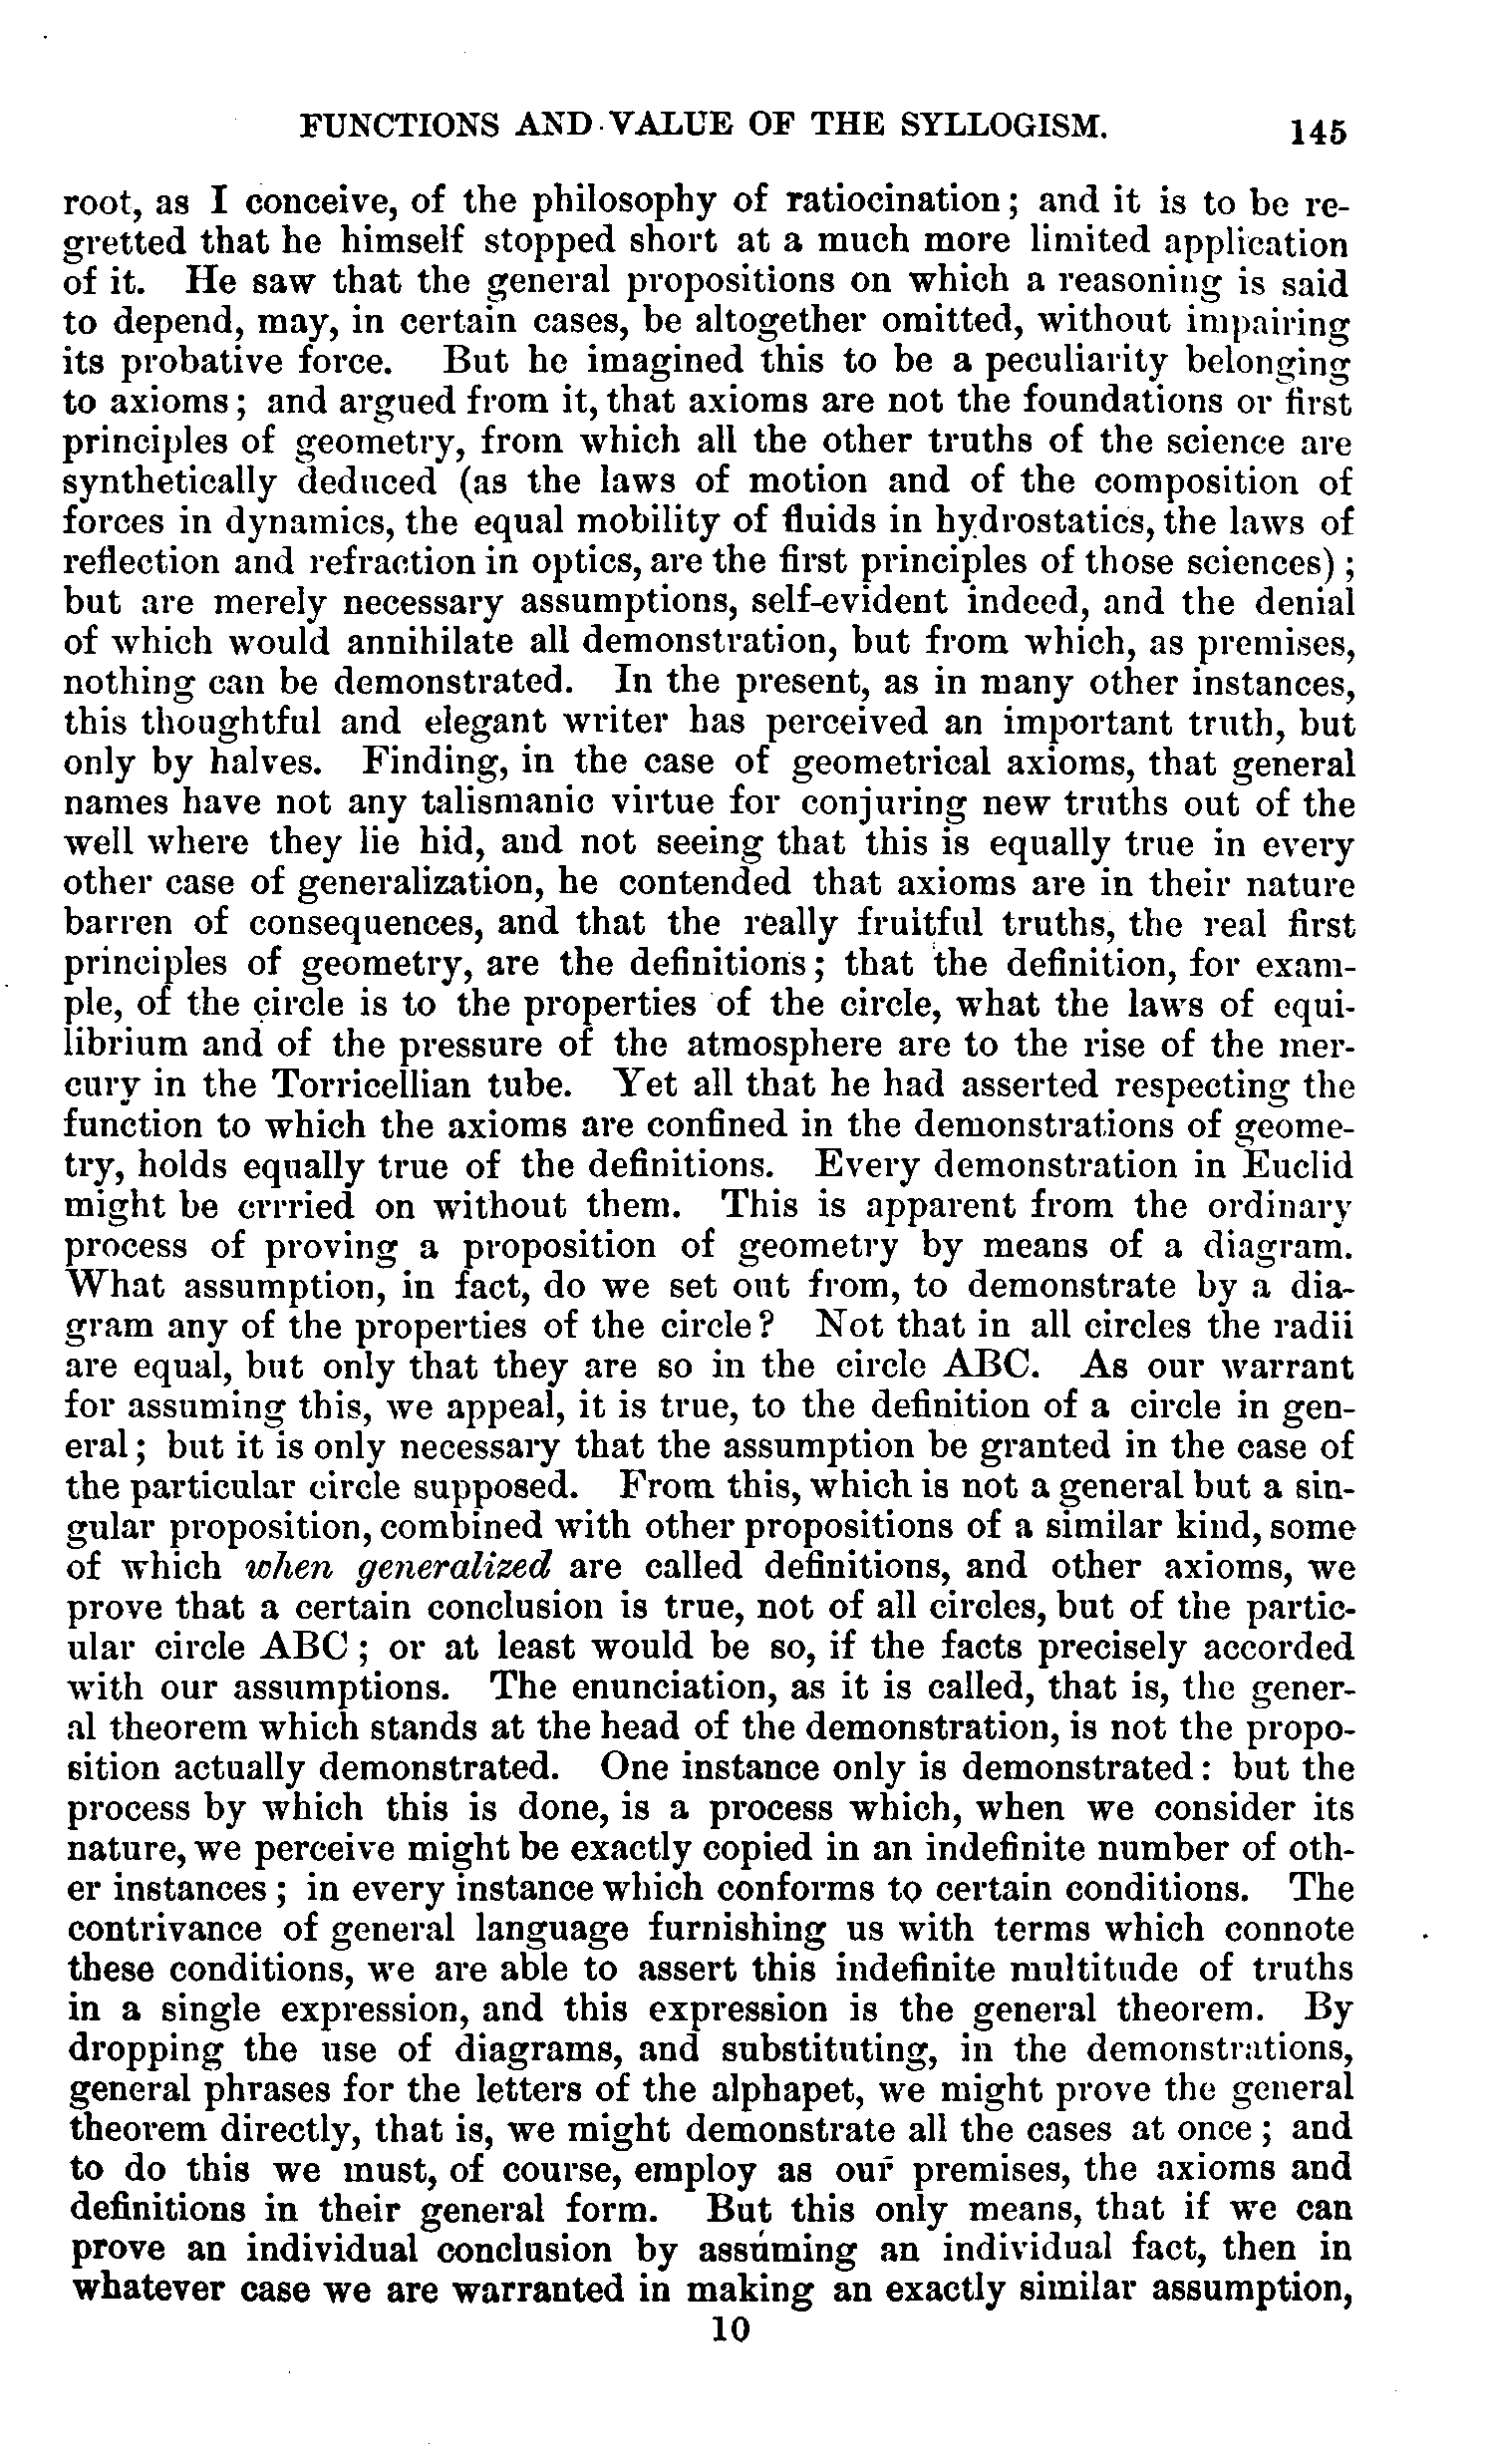 FUNCTIONS AND VALUE OF THE SYLLOGISM. 145
root, as I conceive, of the philosophy of ratiocination; and it is to be re-
gretted that he himself stopped short at a much more limited application
of it. He saw that the general propositions on which a reasoning is said
to depend, may, in certain cases, be altogether omitted, without impairing
its probative force. But he imagined this to be a peculiarity belonging
to axioms; and argued from it, that axioms are not the foundations or first
principles of geometry, from which all the other truths of the science are
synthetically deduced (as the laws of motion and of the composition of
forces in dynamics, the equal mobility of fluids in hydrostatics, the laws of
reflection and refraction in optics, are the first principles of those sciences);
but are merely necessary assumptions, self-evident indeed, and the denial
of which would annihilate all demonstration, but from which, as premises,
nothing can be demonstrated. In the present, as in many other instances,
this thoughtful and elegant writer has perceived an important truth, but
only by halves. Finding, in the case of geometrical axioms, that general
names have not any talismanic virtue for conjuring new truths out of the
well where they lie hid, and not seeing that this is equally true in every
other case of generalization, he contended that axioms are in their nature
barren of consequences, and that the really fruitful truths, the real first
principles of geometry, are the definitions; that the definition, for exam-
ple, of the circle is to the properties of the circle, what the laws of equi-
librium and of the pressure of the atmosphere are to the rise of the mer-
cury in the Torricellian tube. Yet all that he had asserted respecting the
function to which the axioms are confined in the demonstrations of geome-
try, holds equally true of the definitions. Every demonstration in Euclid
might be crrried on without them. This is apparent from the ordinary
process of proving a proposition of geometry by means of a diagram.
What assumption, in fact, do we set out from, to demonstrate by a dia-
gram any of the properties of the circle? Not that in all circles the radii
are equal, but only that they are so in the circle ABC. As our warrant
for assuming this, we appeal, it is true, to the definition of a circle in gen-
eral; but it is only necessary that the assumption be granted in the case of
the particular circle supposed. From this, which is not a general but a sin-
gular proposition, combined with other propositions of a similar kind, some
of which when generalized are called definitions, and other axioms, we
prove that a certain conclusion is true, not of all circles, but of the partic-
ular circle ABC; or at least would be so, if the facts precisely accorded
with our assumptions. The enunciation, as it is called, that is, the gener-
al theorem which stands at the head of the demonstration, is not the propo-
sition actually demonstrated. One instance only is demonstrated: but the
process by which this is done, is a process which, when we consider its
nature, we perceive might be exactly copied in an indefinite number of oth-
er instances; in every instance which conforms to certain conditions. The
contrivance of general language furnishing us with terms which connote
these conditions, we are able to assert this indefinite multitude of truths
in a single expression, and this expression is the general theorem. By
dropping the use of diagrams, and substituting, in the demonstrations,
general phrases for the letters of the alphapet, we might prove the general
theorem directly, that is, we might demonstrate all the cases at once; and
to do this we must, of course, employ as our premises, the axioms and
definitions in their general form. But this only means, that if we can
prove an individual conclusion by assuming an individual fact, then in
whatever case we are warranted in making an exactly similar assumption,
10